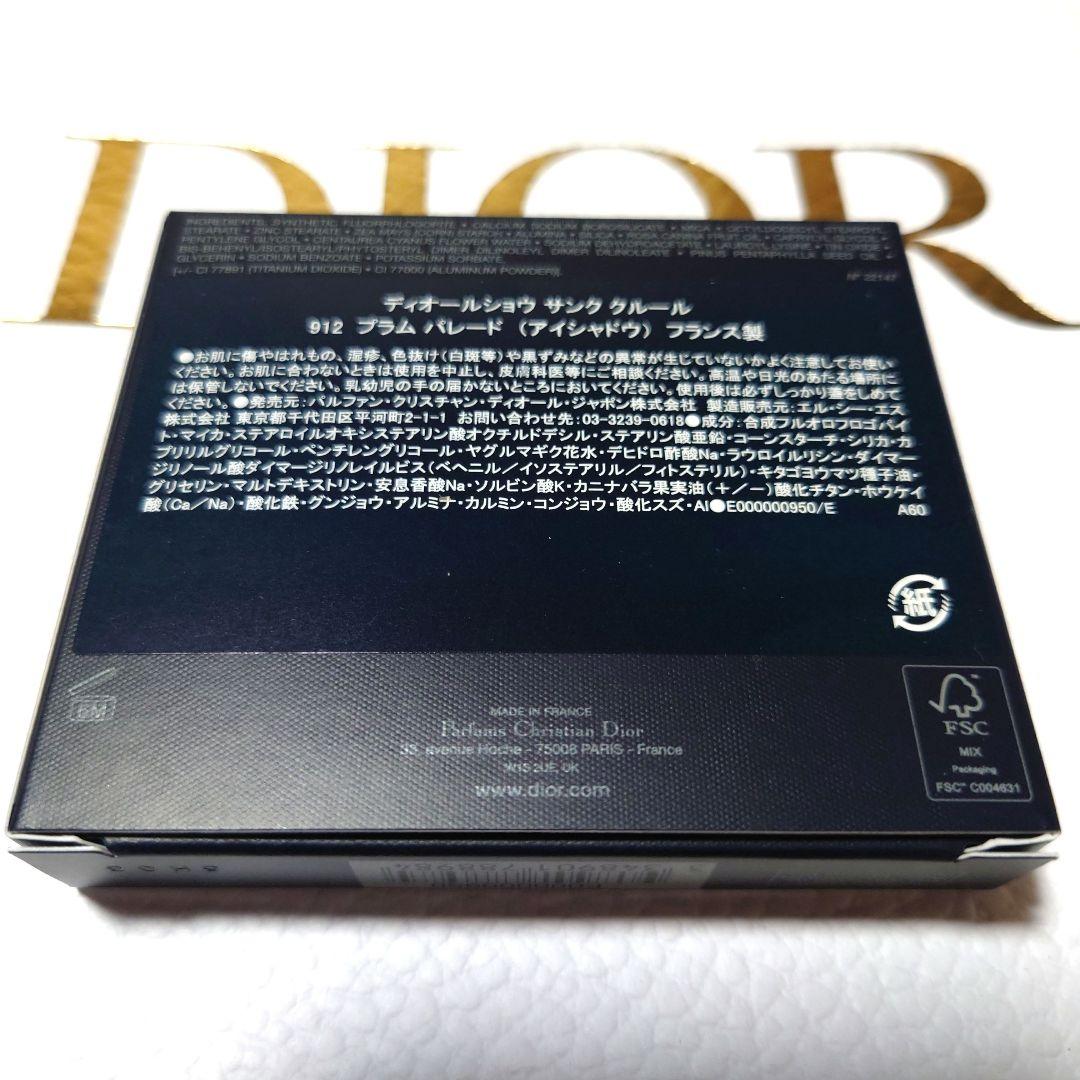 DIOR
INGREDIENTS: SYNTHETIC FLUORPHLOGOPITE • CALCIUM SODIUM BOROSILICATE • MICA •
STEARATE • ZINC STEARATE • ZEA MAYS (CORN) STARCH •
PENTYLENE GLYCOL • CENTAUREA CYANUS FLOWER WATER • SODIUM DEHYDROACETATE • LAUROYL LYSINE • TIN OXIDE •
BIS-BEHENYL/ISOSTEARYL/PHYTOSTERYL DIMER DILINOLEYL DIMER DILINOLEATE • PINUS PENTAPHYLLA SEED OIL •
GLYCERIN • SODIUM BENZOATE • POTASSIUM SORBATE.
[+/- CI 77891 (TITANIUM DIOXIDE) • CI 77000 (ALUMINUM POWDER)]
N° 22147
ディオールショウ サンク クルール
912 プラム パレード (アイシャドウ) フランス製
●お肌に傷やはれもの、湿疹、色抜け(白斑等)や黒ずみなどの異常が生じていないかよく注意してお使い
ください。お肌に合わないときは使用を中止し、皮膚科医等にご相談ください。高温や日光のあたる場所に
は保管しないでください。乳幼児の手の届かないところにおいてください。使用後は必ずしっかり蓋をしめて
ください。●発売元:パルファン・クリスチャン・ディオール・ジャポン株式会社 製造販売元:エル・シー・エス
株式会社 東京都千代田区平河町2-1-1 お問い合わせ先:03-3239-0618●成分:合成フルオロフロゴパイ
ト・マイカ・ステアロイルオキシステアリン酸オクチルドデシル・ステアリン酸亜鉛・コーンスターチ・シリカ・カ
プリリルグリコール・ペンチレングリコール・ヤグルマギク花水・デヒドロ酢酸Na・ラウロイルリシン・ダイマー
ジリノール酸ダイマージリノレイルビス(ベヘニル/イソステアリル/フィトステリル)・キタゴヨウマツ種子油・
グリセリン・マルトデキストリン・安息香酸Na・ソルビン酸K・カニナバラ果実油(+/-)酸化チタン・ホウケイ
酸(Ca/Na)・酸化鉄・グンジョウ・アルミナ・カルミン・コンジョウ・酸化スズ・Al●E000000950/E A60
紙
6M
MADE IN FRANCE
Parfums Christian Dior
33, avenue Hoche - 75008 PARIS - France
W1S 2UE, UK
www.dior.com
FSC
MIX
Packaging
FSC™ C004631